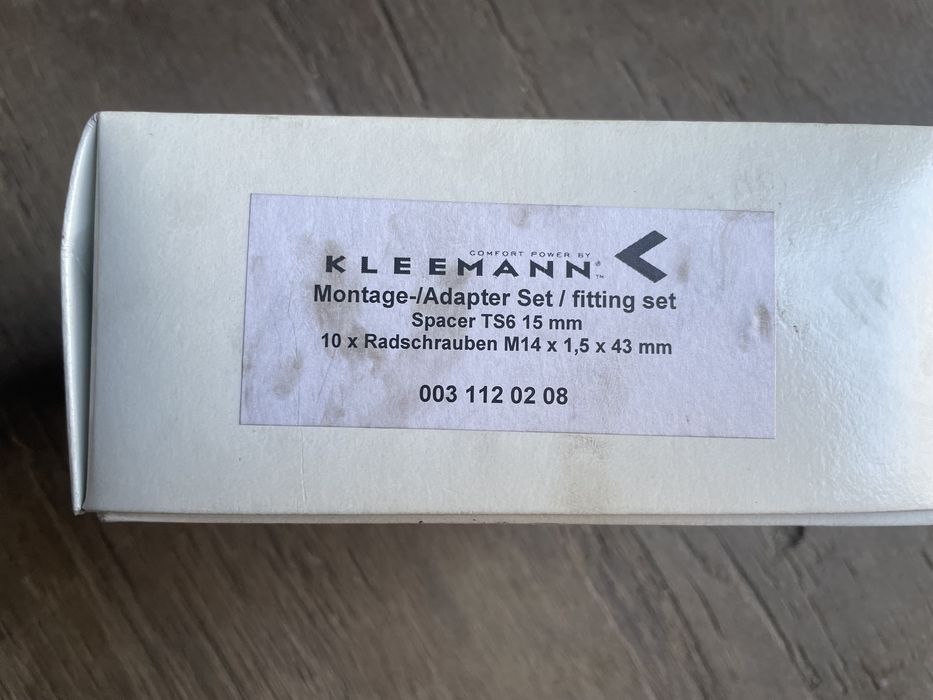 COMFORT POWER BY
KLEEMANN®™
Montage-/Adapter Set / fitting set
Spacer TS6 15 mm
10 x Radschrauben M14 x 1,5 x 43 mm
003 112 02 08